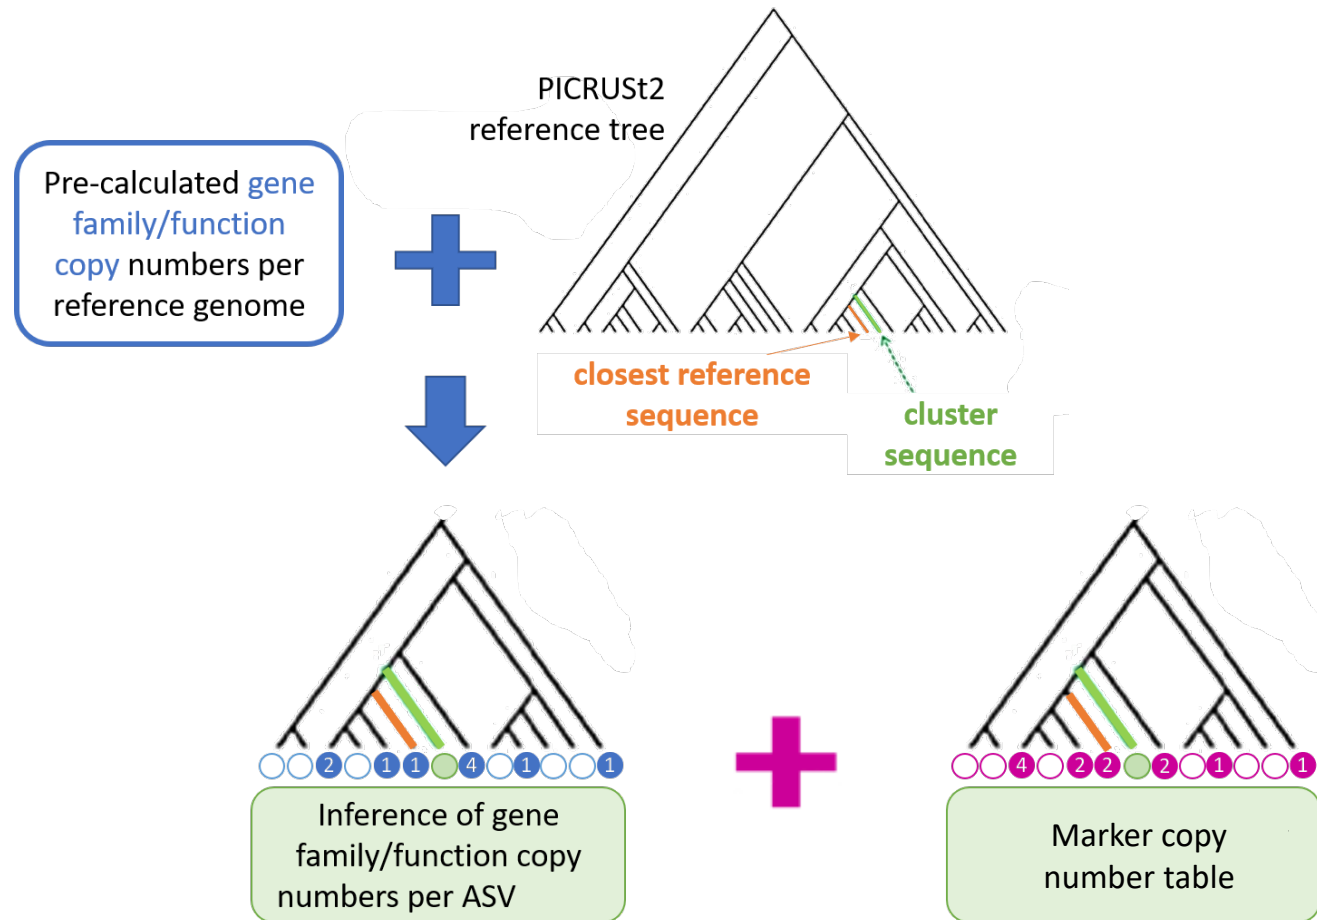 PICRUSt2
reference tree
Pre-calculated gene
family/function
copy numbers per
reference genome
closest reference
sequence
cluster
sequence
2 1 1 4 1 1
4 2 2 2 1 1
Inference of gene
family/function copy
numbers per ASV
Marker copy
number table